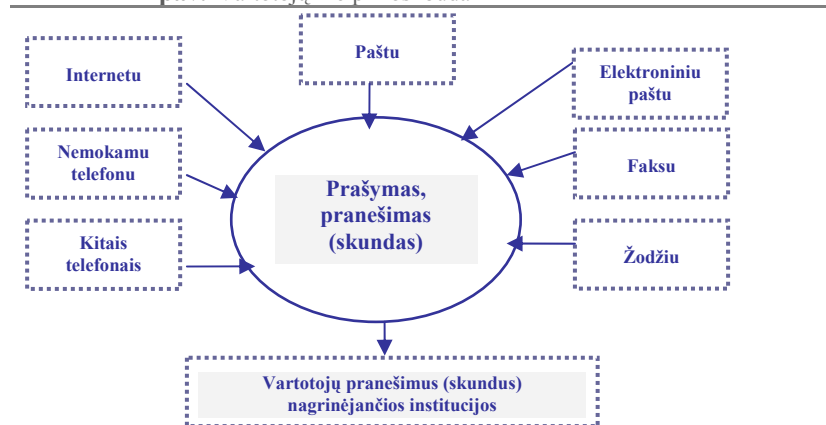 Paštu
Internetu
Elektroniniu
paštu
Nemokamu
telefonu
Faksu
Prašymas,
pranešimas
(skundas)
Kitais
telefonais
Žodžiu
Vartotojų pranešimus (skundus)
nagrinėjančios institucijos